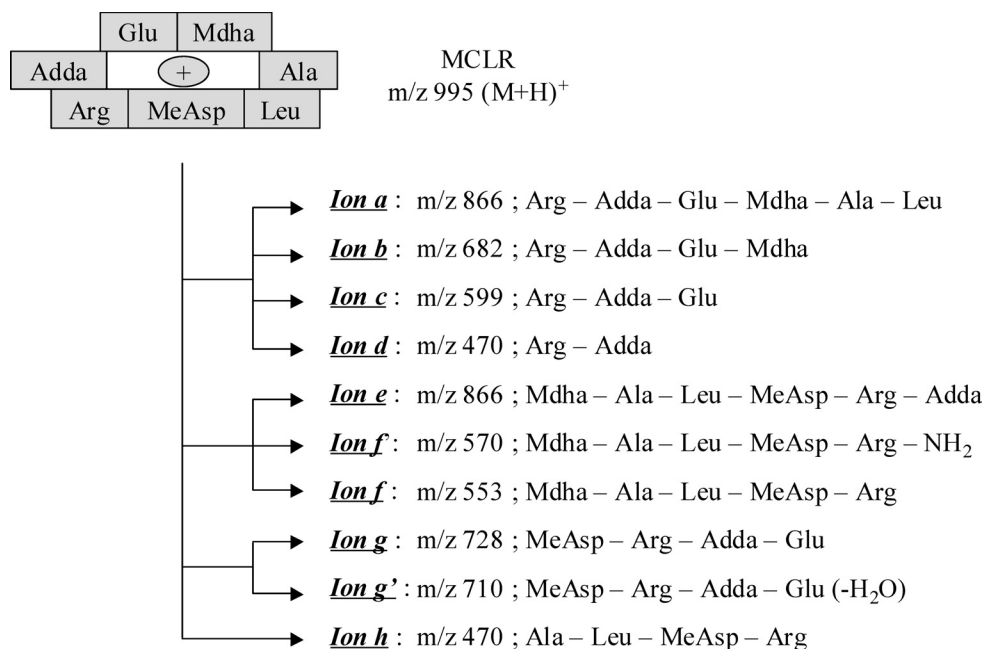 Glu Mdha
Adda + Ala
Arg MeAsp Leu
MCLR
m/z 995 (M+H)⁺
Ion a : m/z 866 ; Arg – Adda – Glu – Mdha – Ala – Leu
Ion b : m/z 682 ; Arg – Adda – Glu – Mdha
Ion c : m/z 599 ; Arg – Adda – Glu
Ion d : m/z 470 ; Arg – Adda
Ion e : m/z 866 ; Mdha – Ala – Leu – MeAsp – Arg – Adda
Ion f' : m/z 570 ; Mdha – Ala – Leu – MeAsp – Arg – NH₂
Ion f : m/z 553 ; Mdha – Ala – Leu – MeAsp – Arg
Ion g : m/z 728 ; MeAsp – Arg – Adda – Glu
Ion g’ : m/z 710 ; MeAsp – Arg – Adda – Glu (-H₂O)
Ion h : m/z 470 ; Ala – Leu – MeAsp – Arg